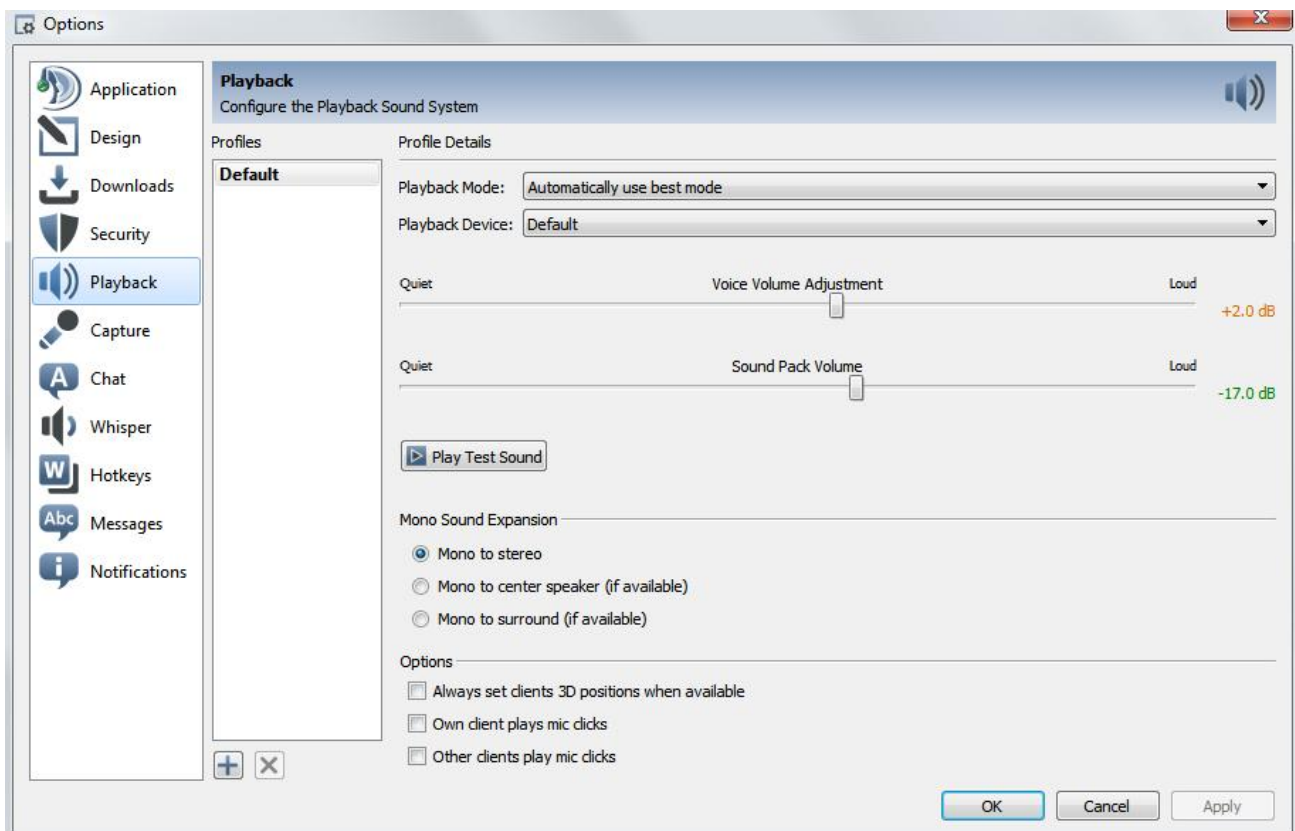 Options
Application
Design
Downloads
Security
Playback
Capture
Chat
Whisper
Hotkeys
Messages
Notifications
Playback
Configure the Playback Sound System
Profiles
Default
Profile Details
Playback Mode: Automatically use best mode
Playback Device: Default
Quiet Voice Volume Adjustment Loud
+2.0 dB
Quiet Sound Pack Volume Loud
-17.0 dB
Play Test Sound
Mono Sound Expansion
Mono to stereo
Mono to center speaker (if available)
Mono to surround (if available)
Options
Always set clients 3D positions when available
Own client plays mic clicks
Other clients play mic clicks
OK Cancel Apply